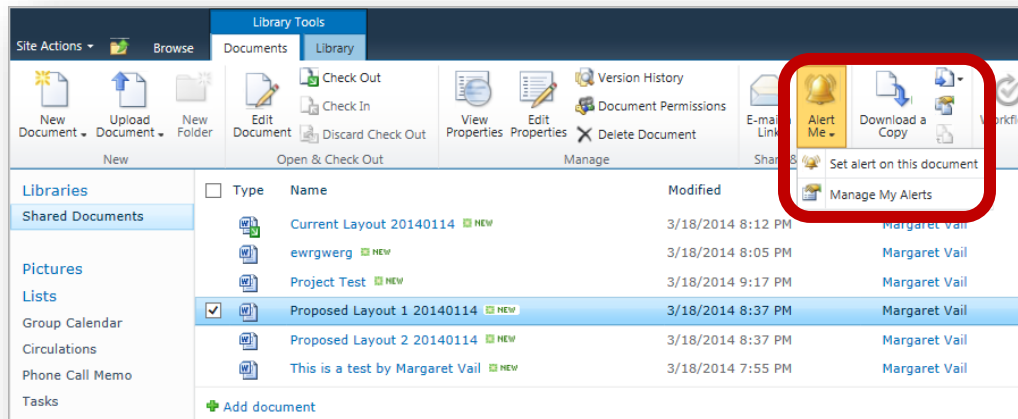 Library Tools
Site Actions Browse Documents Library
New Document Upload Document New Folder
New
Edit Document Check Out
Check In
Discard Check Out
Open & Check Out
View Properties Edit Properties Version History
Document Permissions
Delete Document
Manage
E-mail a Link Alert Me Download a Copy
Share &
Set alert on this document
Manage My Alerts
Libraries
Shared Documents
Pictures
Lists
Group Calendar
Circulations
Phone Call Memo
Tasks
Type Name Modified
Current Layout 20140114 NEW 3/18/2014 8:12 PM Margaret Vail
ewrgwerg NEW 3/18/2014 8:05 PM Margaret Vail
Project Test NEW 3/18/2014 9:17 PM Margaret Vail
Proposed Layout 1 20140114 NEW 3/18/2014 8:37 PM Margaret Vail
Proposed Layout 2 20140114 NEW 3/18/2014 8:37 PM Margaret Vail
This is a test by Margaret Vail NEW 3/18/2014 7:55 PM Margaret Vail
Add document